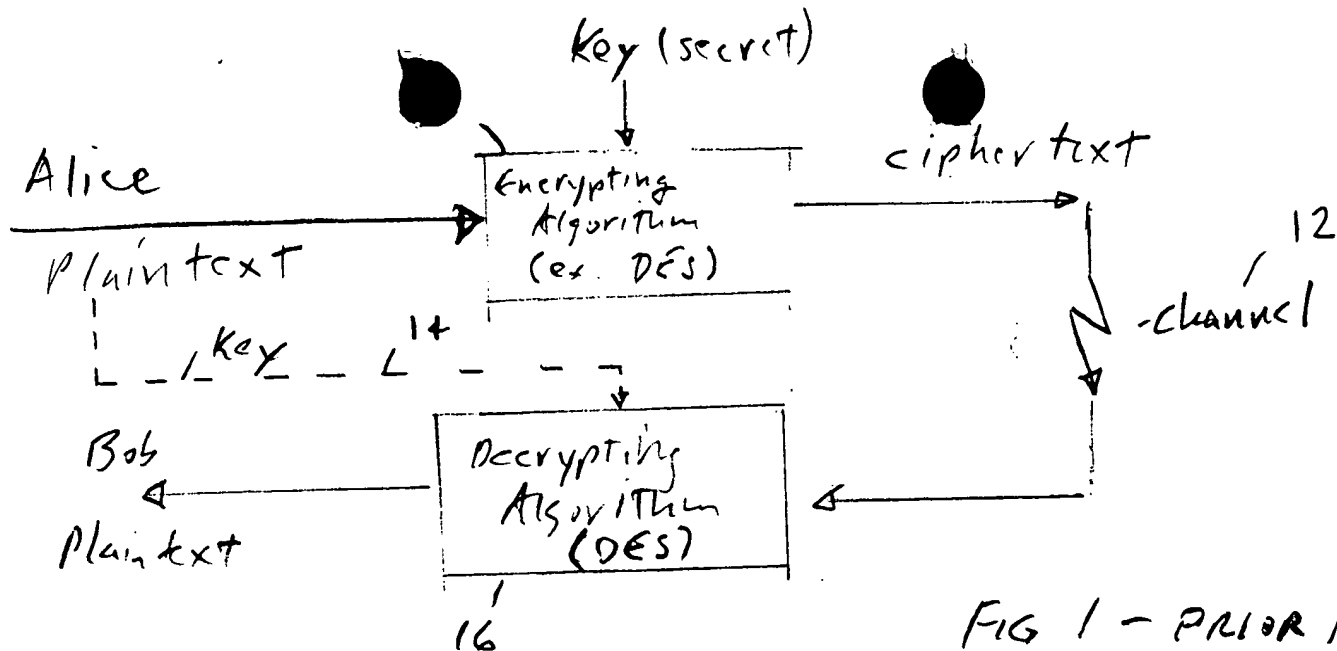 Key (secret)
Alice
Plaintext
Encrypting
Algorithm
(ex. DES)
ciphertext
12
channel
Key
14
Bob
Plaintext
Decrypting
Algorithm
(DES)
16
FIG 1 - PRIOR